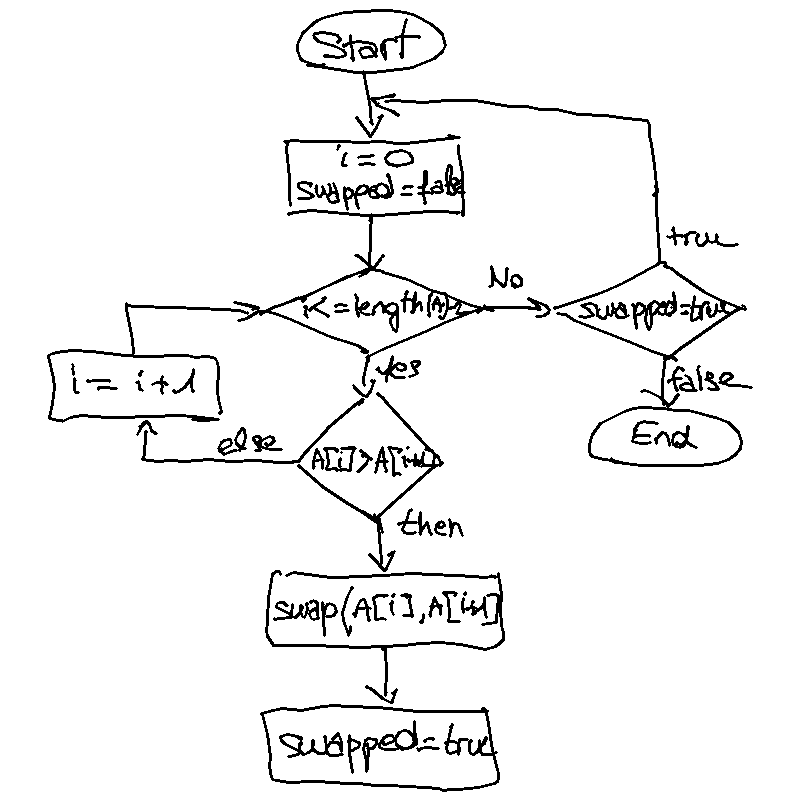 Start
i = 0
swapped = false
true
No
i <= length(A)-2
swapped=true
Yes
false
i = i + 1
End
else
A[i] > A[i+1]
then
swap(A[i], A[i+1]
swapped = true